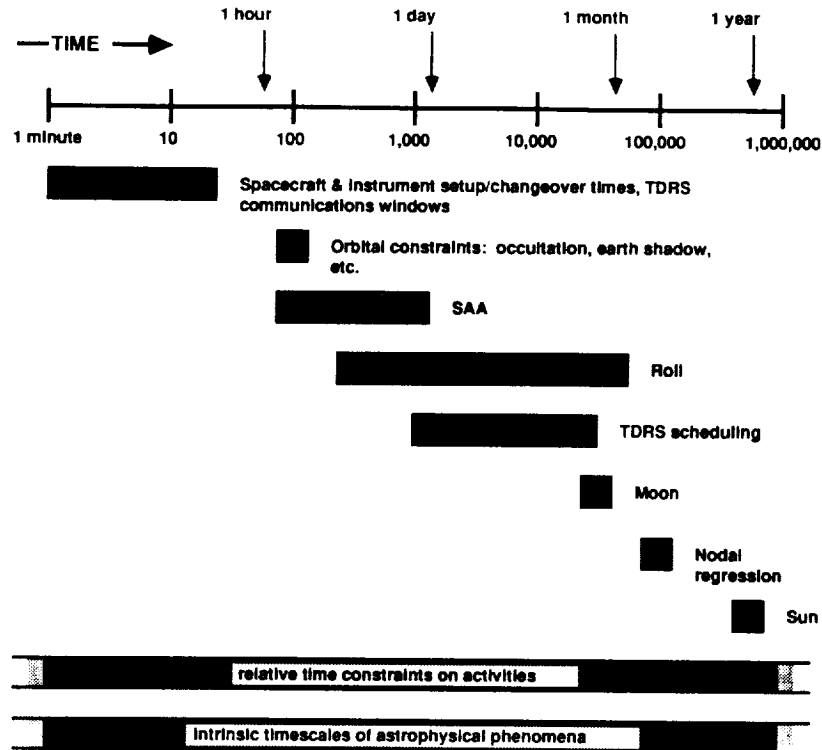 1 hour 1 day 1 month 1 year
TIME
1 minute 10 100 1,000 10,000 100,000 1,000,000
Spacecraft & instrument setup/changeover times, TDRS
communications windows
Orbital constraints: occultation, earth shadow,
etc.
SAA
Roll
TDRS scheduling
Moon
Nodal
regression
Sun
relative time constraints on activities
intrinsic timescales of astrophysical phenomena